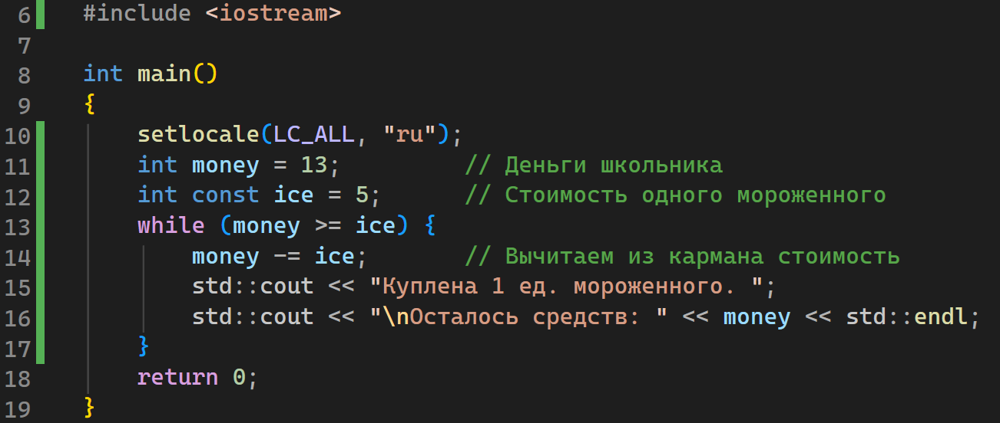 6 #include <iostream>
7
8 int main()
9 {
10 setlocale(LC_ALL, "ru");
11 int money = 13; // Деньги школьника
12 int const ice = 5; // Стоимость одного мороженного
13 while (money >= ice) {
14 money -= ice; // Вычитаем из кармана стоимость
15 std::cout << "Куплена 1 ед. мороженного. ";
16 std::cout << "\nОсталось средств: " << money << std::endl;
17 }
18 return 0;
19 }